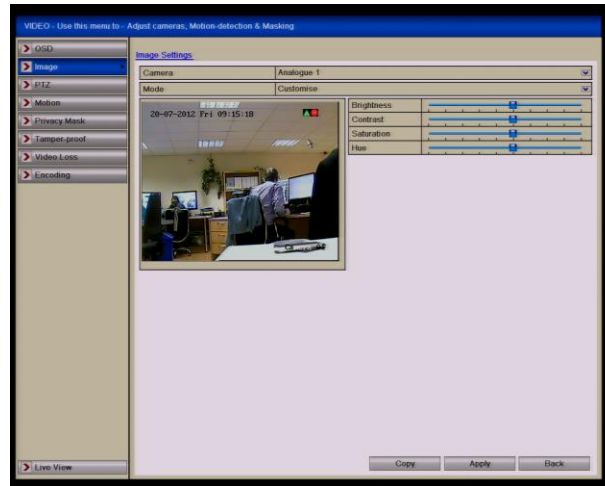 VIDEO - Use this menu to - Adjust cameras, Motion-detection & Masking
OSD
Image
PTZ
Motion
Privacy Mask
Tamper-proof
Video Loss
Encoding
Live View
Image Settings
Camera Analogue 1
Mode Customise
20-07-2012 Fri 09:15:18
Brightness
Contrast
Saturation
Hue
Copy Apply Back